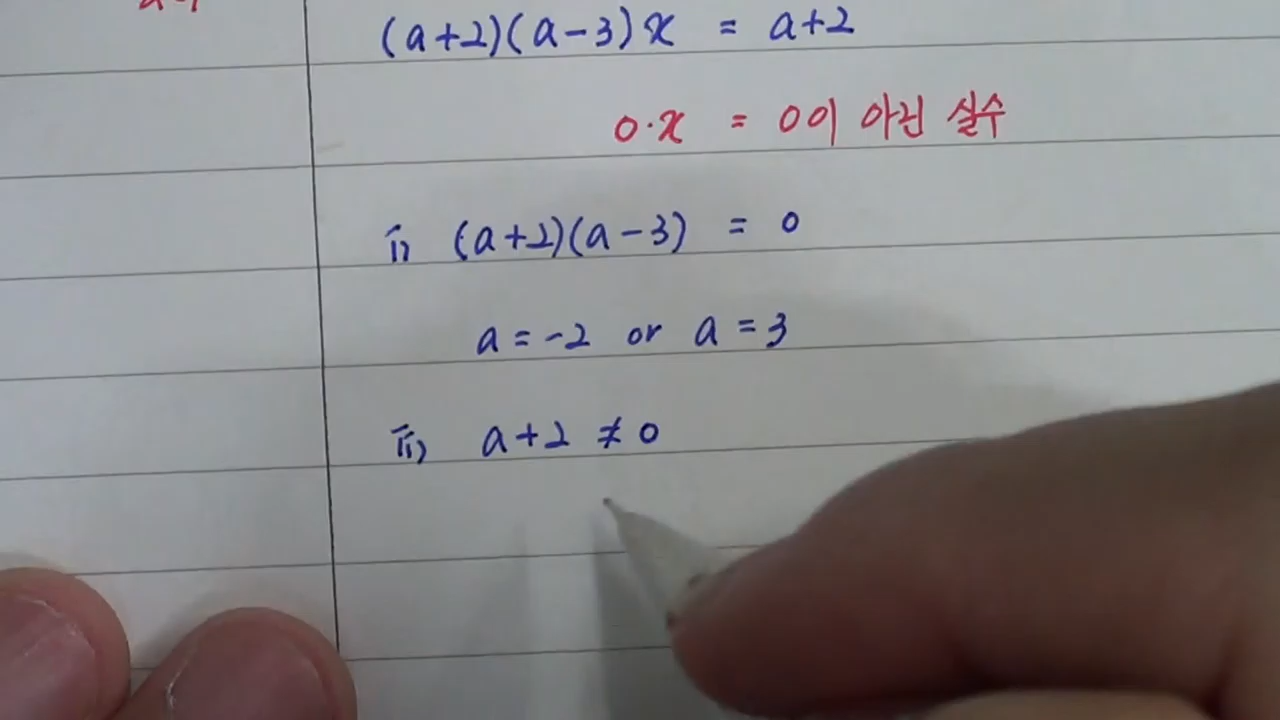 (a+2)(a-3)x = a+2
0·x = 0이 아닌 실수
i) (a+2)(a-3) = 0
a=-2 or a=3
ii) a+2 ≠ 0